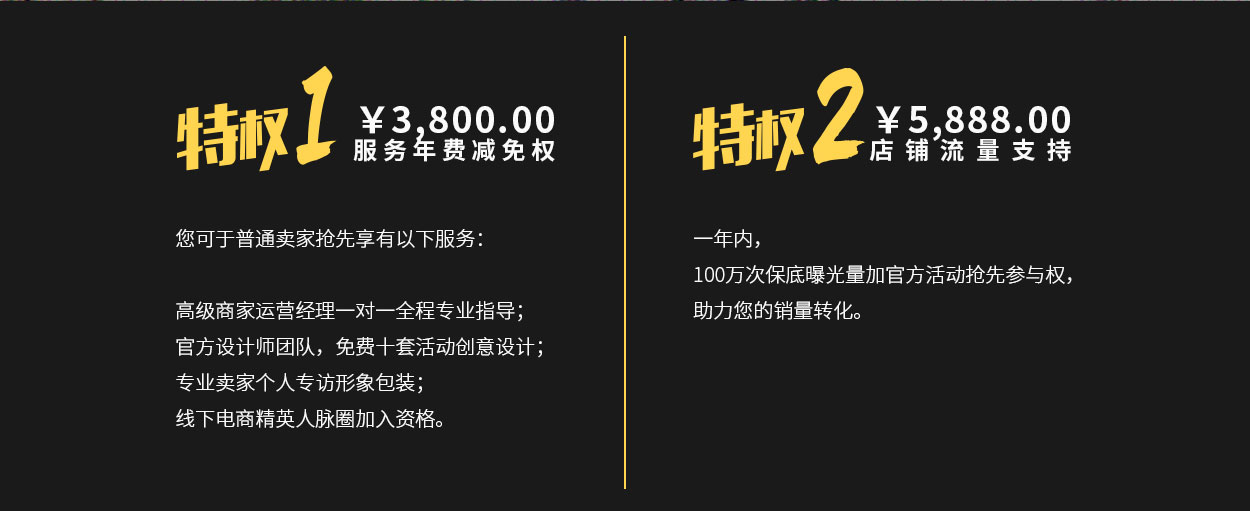 特权1
￥3,800.00
服务年费减免权
您可于普通卖家抢先享有以下服务：
高级商家运营经理一对一全程专业指导；
官方设计师团队，免费十套活动创意设计；
专业卖家个人专访形象包装；
线下电商精英人脉圈加入资格。
特权2
￥5,888.00
店铺流量支持
一年内，
100万次保底曝光量加官方活动抢先参与权，
助力您的销量转化。